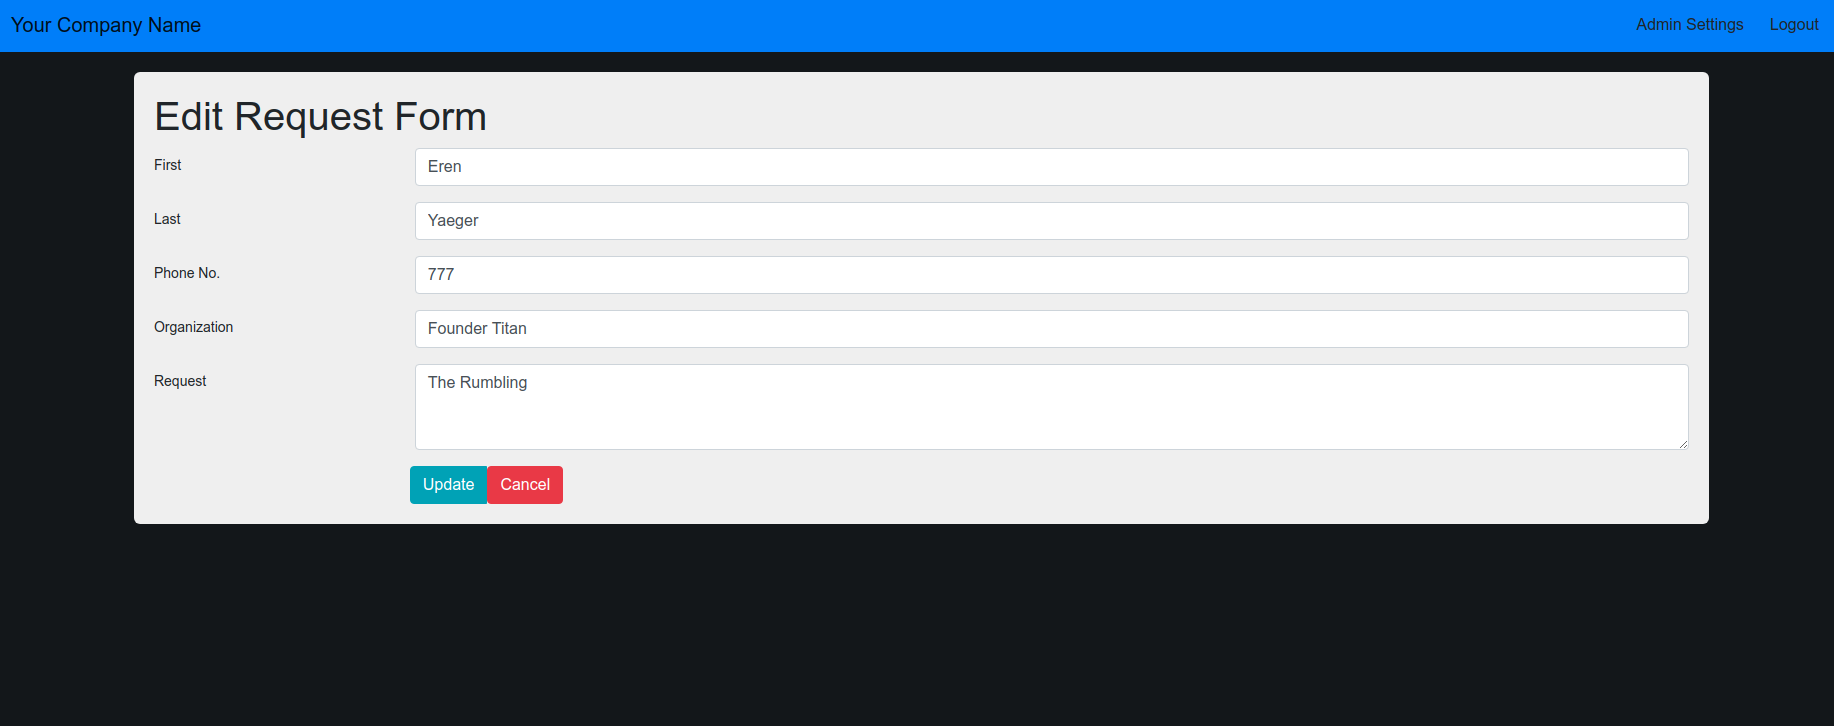 Your Company Name Admin Settings Logout
Edit Request Form
First Eren
Last Yaeger
Phone No. 777
Organization Founder Titan
Request The Rumbling
Update Cancel